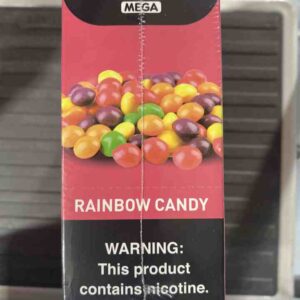 MEGA
RAINBOW CANDY
WARNING:
This product
contains nicotine.